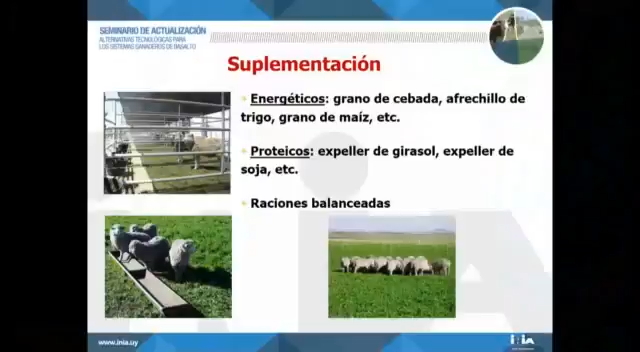 SEMINARIO DE ACTUALIZACIÓN
ALTERNATIVAS TECNOLÓGICAS PARA
LOS SISTEMAS GANADEROS DE BASALTO
Suplementación
Energéticos: grano de cebada, afrechillo de
trigo, grano de maíz, etc.
Proteicos: expeller de girasol, expeller de
soja, etc.
Raciones balanceadas
www.inia.uy
inia